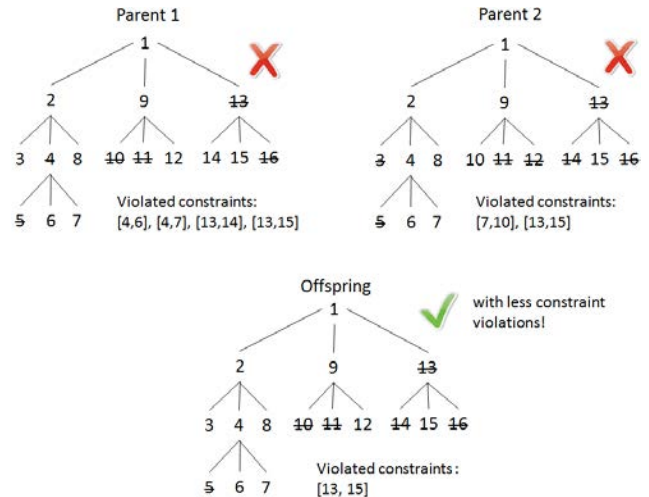 Parent 1
1
2 9 13
3 4 8 10 11 12 14 15 16
Violated constraints:
5 6 7 [4,6], [4,7], [13,14], [13,15]
Parent 2
1
2 9 13
3 4 8 10 11 12 14 15 16
Violated constraints:
5 6 7 [7,10], [13,15]
Offspring
1
with less constraint
violations!
2 9 13
3 4 8 10 11 12 14 15 16
Violated constraints:
5 6 7 [13, 15]